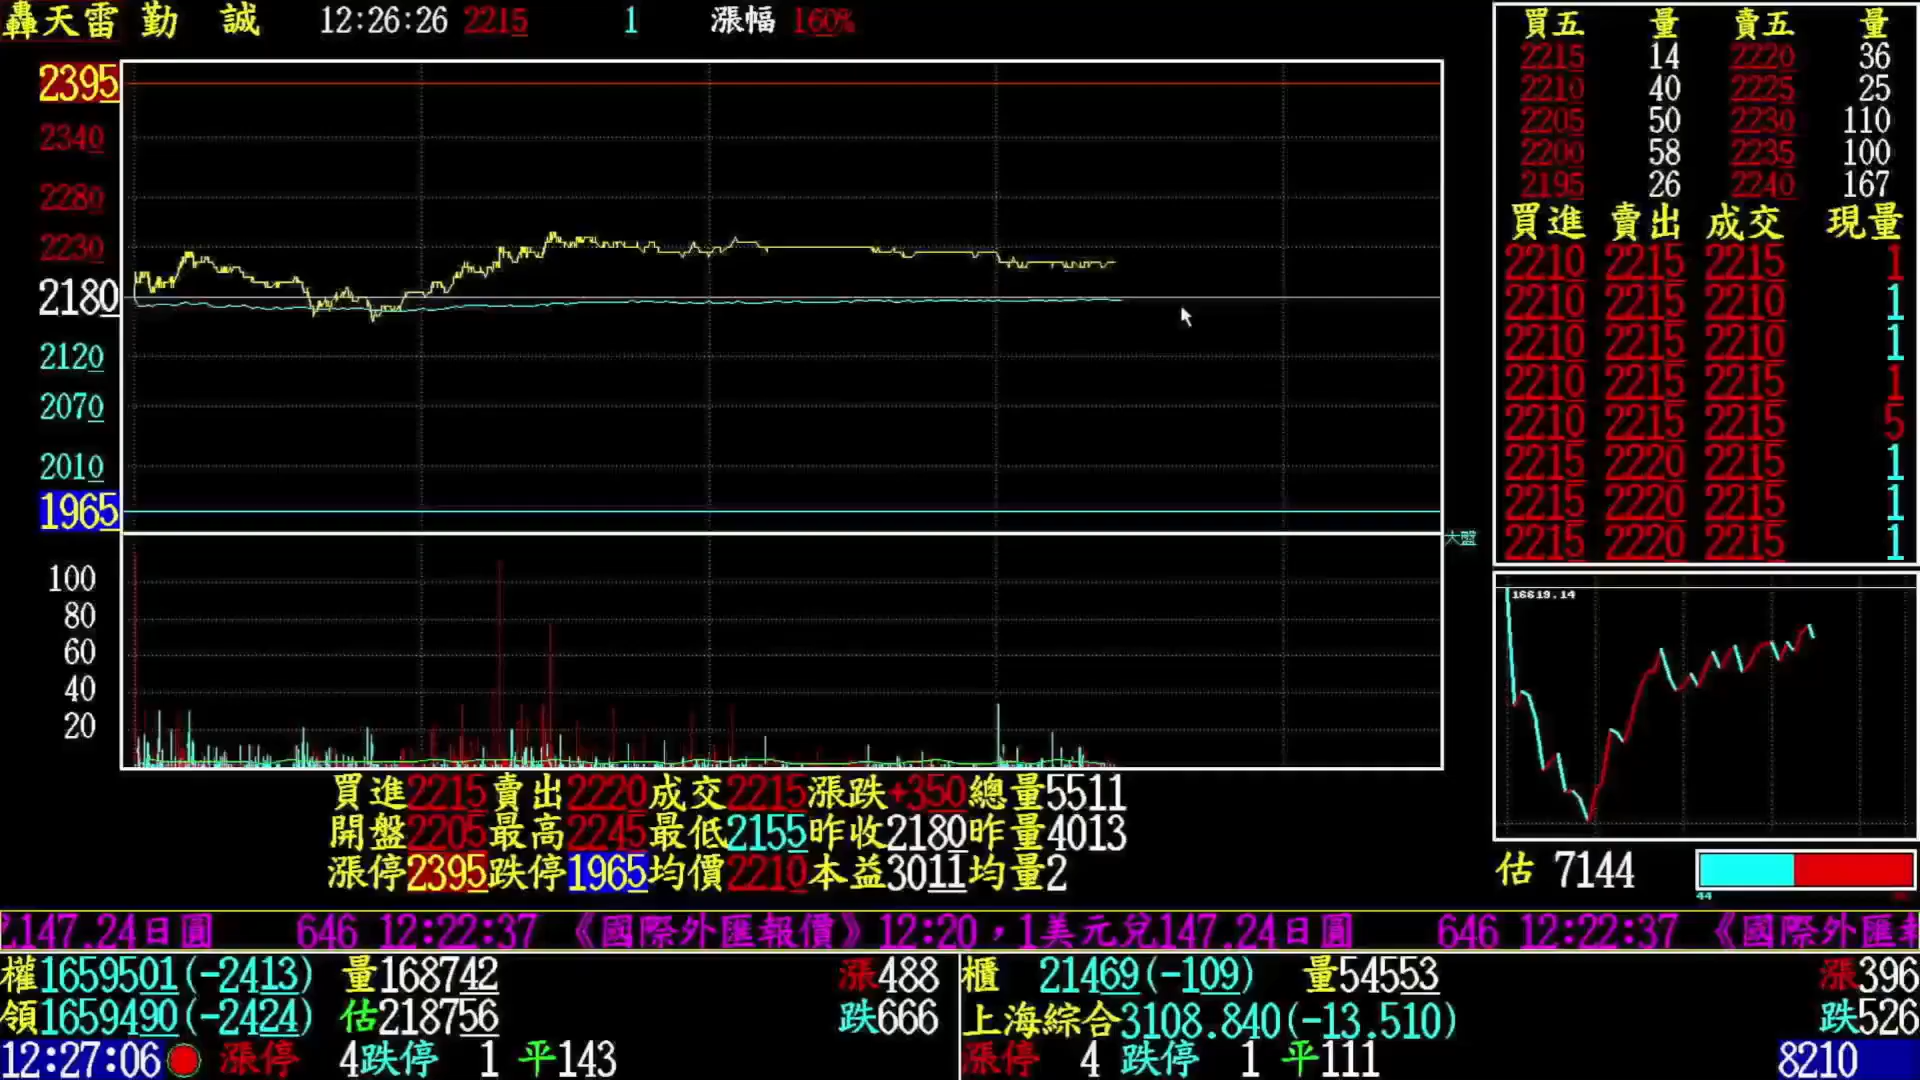 轟天雷 勤 誠 12:26:26 2215 1 漲幅 160%
2395
2340
2280
2230
2180
2120
2070
2010
1965
大盤
100
80
60
40
20
買五 量 賣五 量
2215 14 2220 36
2210 40 2225 25
2205 50 2230 110
2200 58 2235 100
2195 26 2240 167
買進 賣出 成交 現量
2210 2215 2215 1
2210 2215 2210 1
2210 2215 2210 1
2210 2215 2215 1
2210 2215 2215 5
2215 2220 2215 1
2215 2220 2215 1
2215 2220 2215 1
16619.14
估 7144
44
買進2215賣出2220成交2215漲跌+350總量5511
開盤2205最高2245最低2155昨收2180昨量4013
漲停2395跌停1965均價2210本益3011均量2
147.24日圓 646 12:22:37 《國際外匯報價》12:20，1美元兌147.24日圓 646 12:22:37 《國際外匯報
權1659501(-2413) 量168742 漲488
領1659490(-2424) 估218756 跌666
12:27:06 漲停 4跌停 1 平143
櫃 21469(-109) 量54553 漲396
上海綜合3108.840(-13.510) 跌526
漲停 4 跌停 1 平111 8210